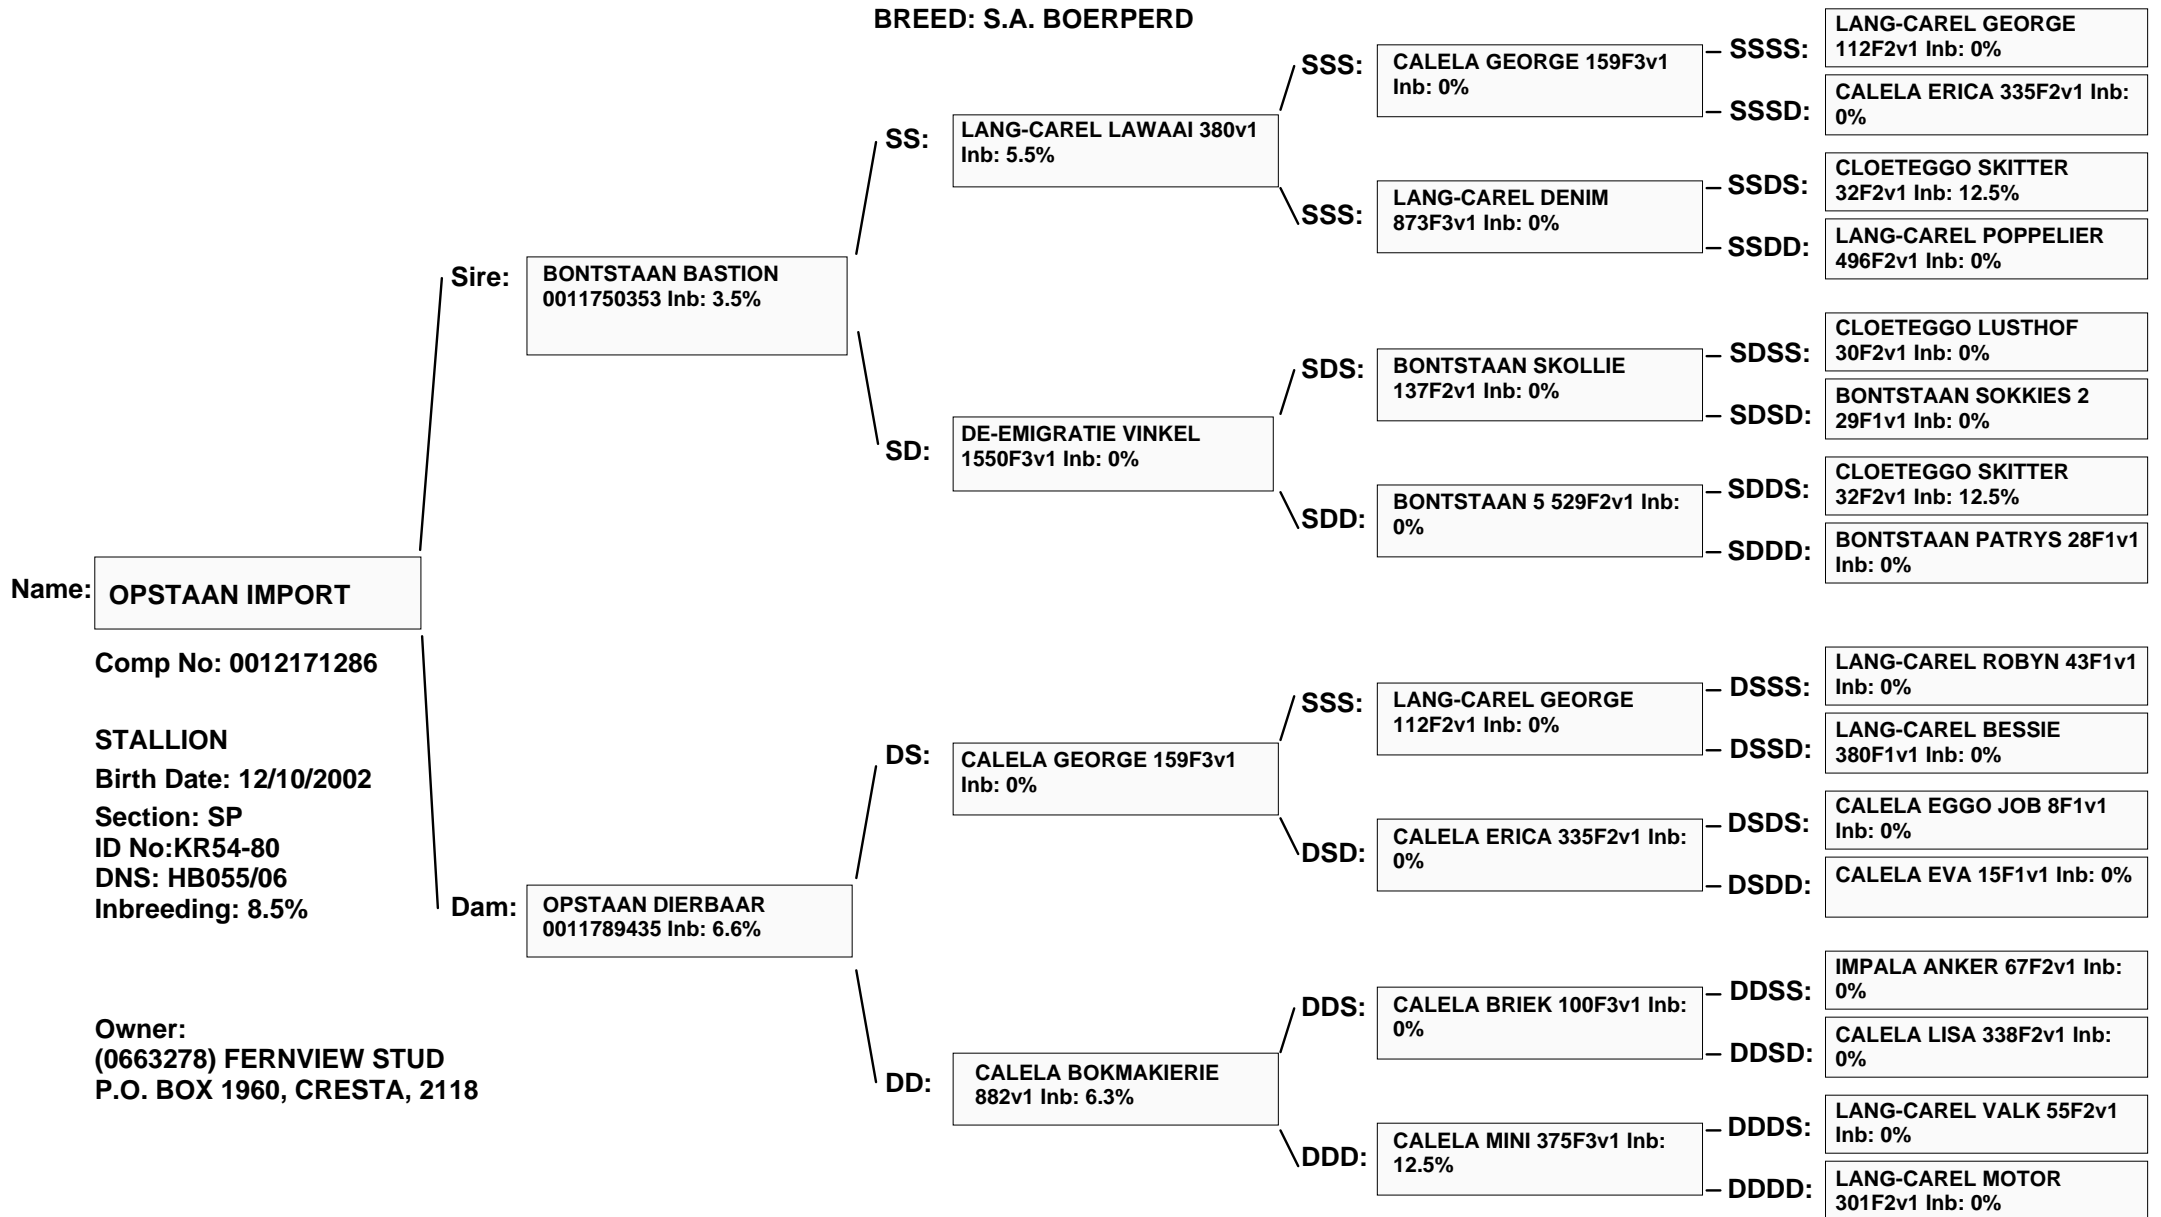 BREED: S.A. BOERPERD
Name:
OPSTAAN IMPORT
Comp No: 0012171286
STALLION
Birth Date: 12/10/2002
Section: SP
ID No:KR54-80
DNS: HB055/06
Inbreeding: 8.5%
Owner:
(0663278) FERNVIEW STUD
P.O. BOX 1960, CRESTA, 2118
Sire:
BONTSTAAN BASTION
0011750353 Inb: 3.5%
Dam:
OPSTAAN DIERBAAR
0011789435 Inb: 6.6%
SS:
LANG-CAREL LAWAAI 380v1
Inb: 5.5%
SD:
DE-EMIGRATIE VINKEL
1550F3v1 Inb: 0%
DS:
CALELA GEORGE 159F3v1
Inb: 0%
DD:
CALELA BOKMAKIERIE
882v1 Inb: 6.3%
SSS:
CALELA GEORGE 159F3v1
Inb: 0%
SSS:
LANG-CAREL DENIM
873F3v1 Inb: 0%
SDS:
BONTSTAAN SKOLLIE
137F2v1 Inb: 0%
SDD:
BONTSTAAN 5 529F2v1 Inb:
0%
SSS:
LANG-CAREL GEORGE
112F2v1 Inb: 0%
DSD:
CALELA ERICA 335F2v1 Inb:
0%
DDS:
CALELA BRIEK 100F3v1 Inb:
0%
DDD:
CALELA MINI 375F3v1 Inb:
12.5%
– SSSS:
LANG-CAREL GEORGE
112F2v1 Inb: 0%
– SSSD:
CALELA ERICA 335F2v1 Inb:
0%
– SSDS:
CLOETEGGO SKITTER
32F2v1 Inb: 12.5%
– SSDD:
LANG-CAREL POPPELIER
496F2v1 Inb: 0%
– SDSS:
CLOETEGGO LUSTHOF
30F2v1 Inb: 0%
– SDSD:
BONTSTAAN SOKKIES 2
29F1v1 Inb: 0%
– SDDS:
CLOETEGGO SKITTER
32F2v1 Inb: 12.5%
– SDDD:
BONTSTAAN PATRYS 28F1v1
Inb: 0%
– DSSS:
LANG-CAREL ROBYN 43F1v1
Inb: 0%
– DSSD:
LANG-CAREL BESSIE
380F1v1 Inb: 0%
– DSDS:
CALELA EGGO JOB 8F1v1
Inb: 0%
– DSDD:
CALELA EVA 15F1v1 Inb: 0%
– DDSS:
IMPALA ANKER 67F2v1 Inb:
0%
– DDSD:
CALELA LISA 338F2v1 Inb:
0%
– DDDS:
LANG-CAREL VALK 55F2v1
Inb: 0%
– DDDD:
LANG-CAREL MOTOR
301F2v1 Inb: 0%